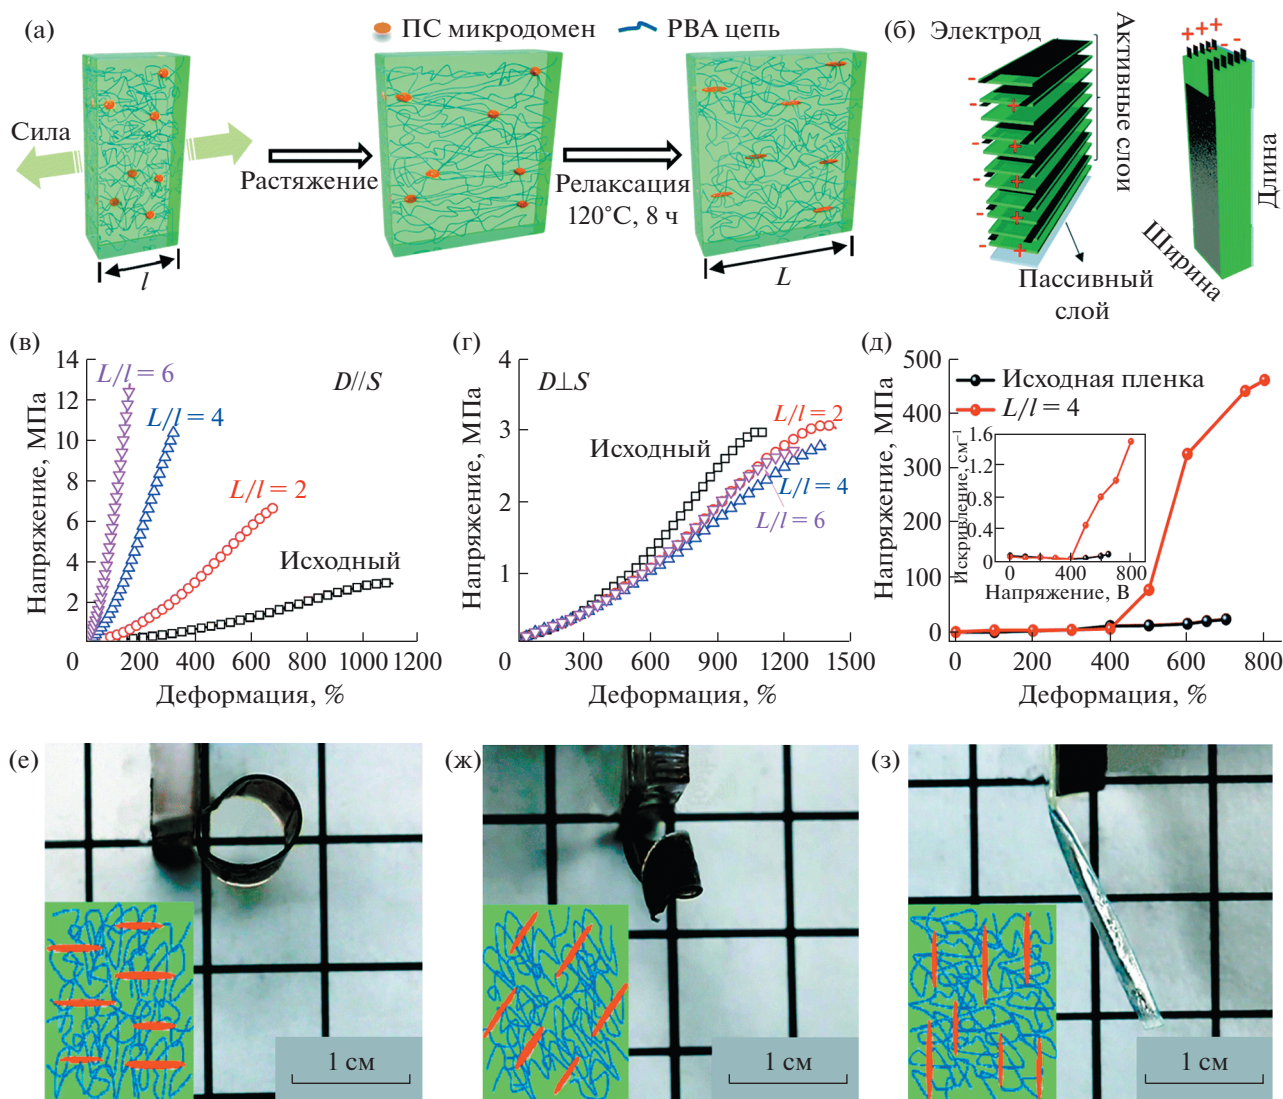 (а)
ПС микродомен
PBA цепь
Сила
Растяжение
Релаксация
120°С, 8 ч
l
L
(б)
Электрод
Активные слои
Пассивный
слой
Ширина
Длина
- - - - - -
+ + + + +
+ + + +
- -
(в)
Напряжение, МПа
14
12
10
8
6
4
2
0
200
400
600
800
1000
1200
Деформация, %
L/l = 6
L/l = 4
L/l = 2
D//S
Исходный
(г)
Напряжение, МПа
4
3
2
1
0
300
600
900
1200
1500
Деформация, %
D⊥S
Исходный
L/l = 2
L/l = 4
L/l = 6
(д)
Напряжение, МПа
500
400
300
200
100
0
0
200
400
600
800
Деформация, %
Исходная пленка
L/l = 4
Искривление, см⁻¹
1.6
1.2
0.8
0.4
0
0
400
800
Напряжение, В
(е)
1 см
(ж)
1 см
(з)
1 см